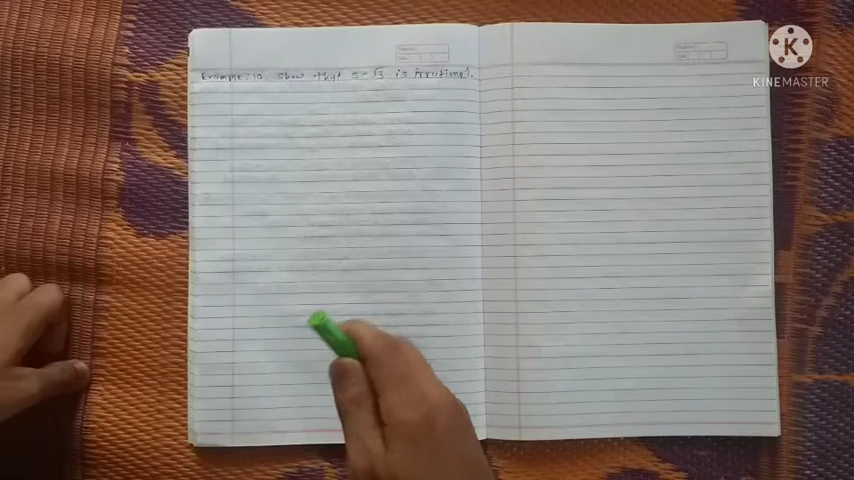 Example: 10. Show that 5 - √3 is irrational.
K
KINEMASTER